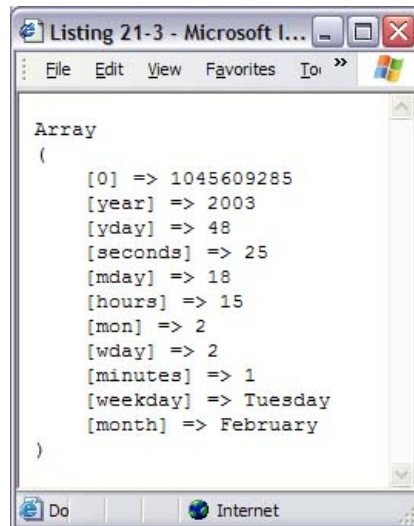 Listing 21-3 - Microsoft I...
File Edit View Favorites Too »
Array
(
[0] => 1045609285
[year] => 2003
[yday] => 48
[seconds] => 25
[mday] => 18
[hours] => 15
[mon] => 2
[wday] => 2
[minutes] => 1
[weekday] => Tuesday
[month] => February
)
Do Internet